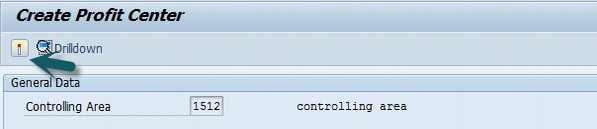 Create Profit Center
Drilldown
General Data
Controlling Area 1512 controlling area